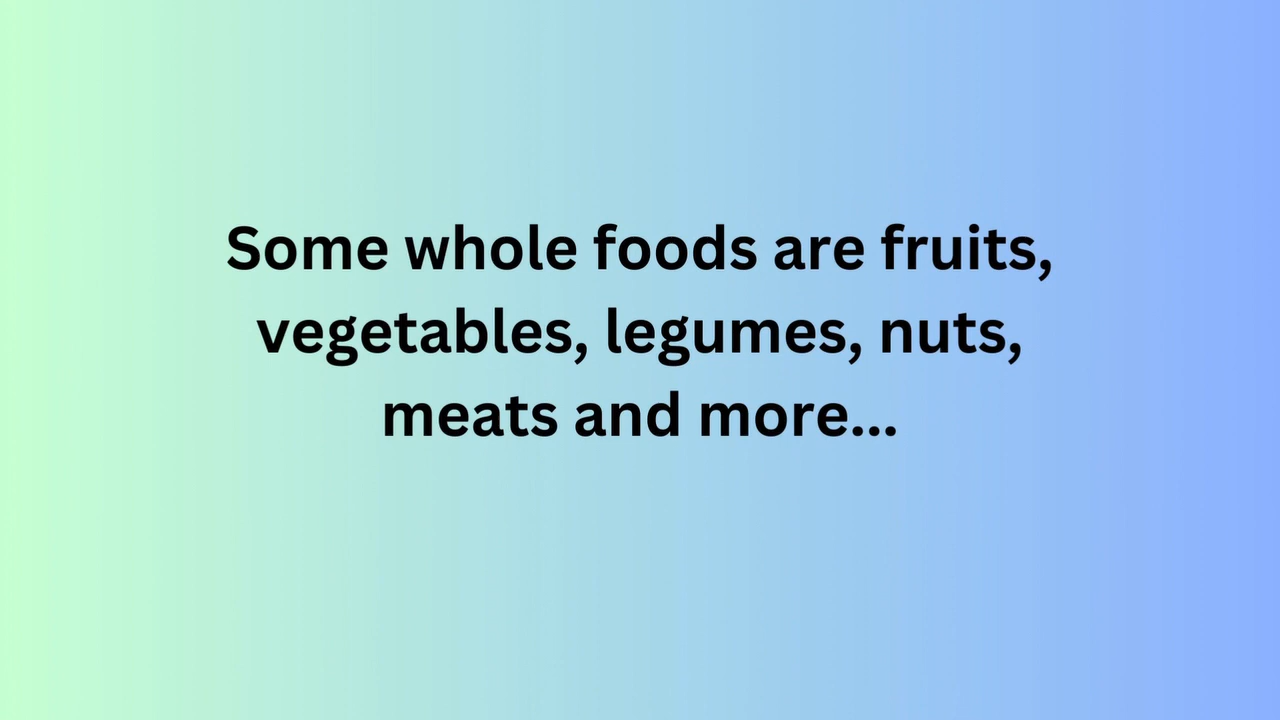 Some whole foods are fruits,
vegetables, legumes, nuts,
meats and more...